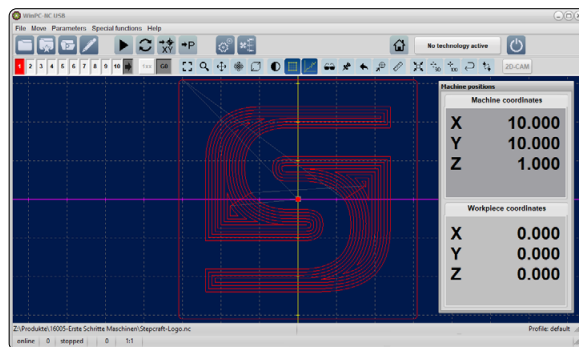 WinPC-NC USB
File Move Parameters Special functions Help
No technology active
1 2 3 4 5 6 7 8 9 10
G0
2D-CAM
Machine positions
Machine coordinates
X 10.000
Y 10.000
Z 1.000
Workpiece coordinates
X 0.000
Y 0.000
Z 0.000
Z:\Produkte\16005-Erste Schritte Maschinen\Stepcraft-Logo.nc Profile: default
online 0 stopped 0 1:1